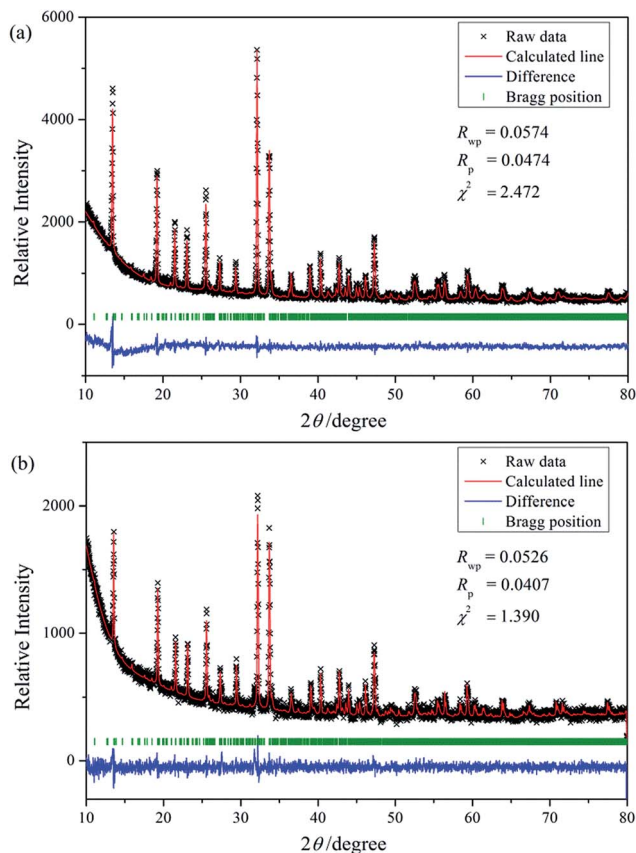 (a)
6000
4000
2000
0
Relative Intensity
× Raw data
Calculated line
Difference
Bragg position
R_wp = 0.0574
R_p = 0.0474
χ² = 2.472
10 20 30 40 50 60 70 80
2θ/degree
(b)
2000
1000
0
Relative Intensity
× Raw data
Calculated line
Difference
Bragg position
R_wp = 0.0526
R_p = 0.0407
χ² = 1.390
10 20 30 40 50 60 70 80
2θ/degree